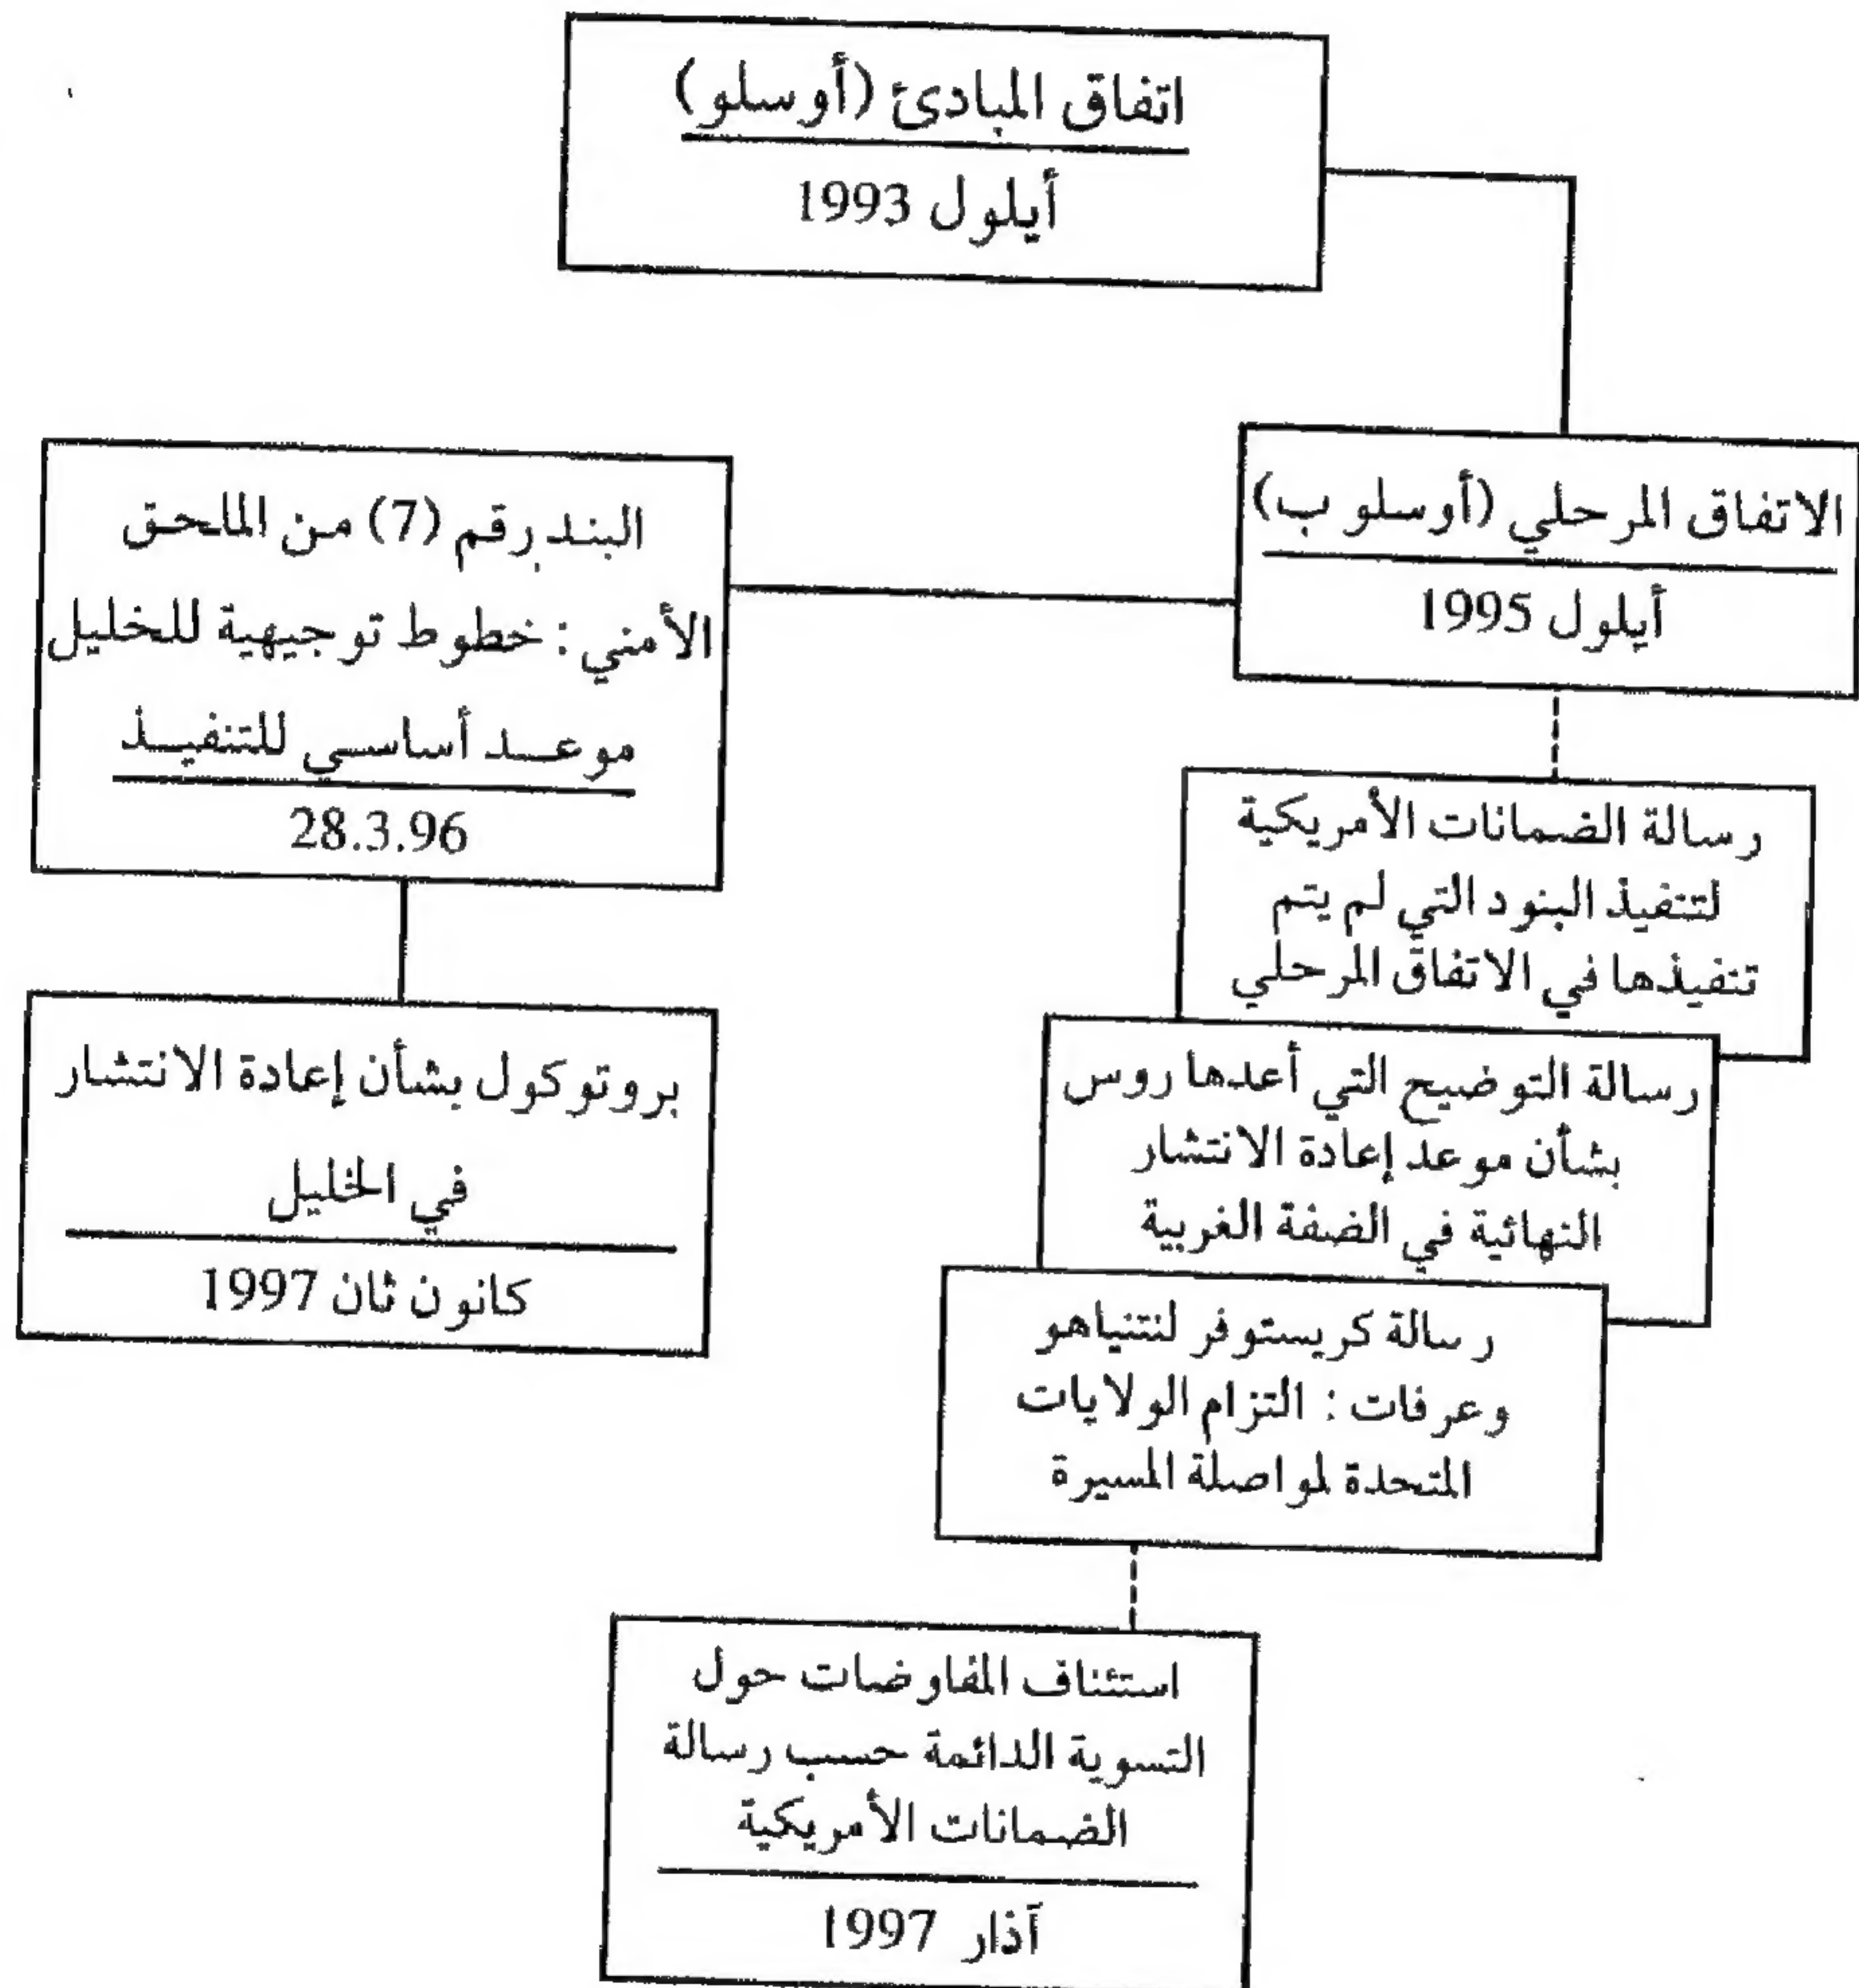 اتفاق المبادئ (أوسلو)
أيلول 1993
الاتفاق المرحلي (أوسلو ب)
أيلول 1995
البند رقم (7) من الملحق
الأمني : خطوط توجيهية للخليل
موعد أساسي للتنفيذ
28.3.96
بروتوكول بشأن إعادة الانتشار
في الخليل
كانون ثان 1997
رسالة الضمانات الأمريكية
لتنفيذ البنود التي لم يتم
تنفيذها في الاتفاق المرحلي
رسالة التوضيح التي أعدها روس
بشأن موعد إعادة الانتشار
النهائية في الضفة الغربية
رسالة كريستوفر لنتنياهو
وعرفات : التزام الولايات
المتحدة لمواصلة المسيرة
استئناف المفاوضات حول
التسوية الدائمة حسب رسالة
الضمانات الأمريكية
آذار 1997